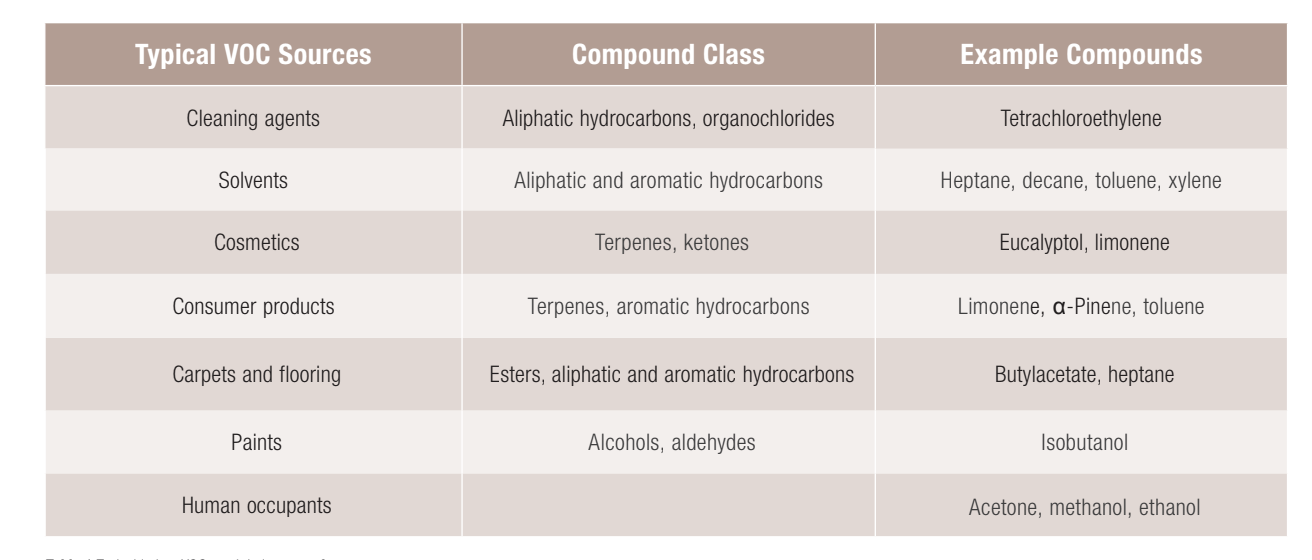 Typical VOC Sources Compound Class Example Compounds
Cleaning agents Aliphatic hydrocarbons, organochlorides Tetrachloroethylene
Solvents Aliphatic and aromatic hydrocarbons Heptane, decane, toluene, xylene
Cosmetics Terpenes, ketones Eucalyptol, limonene
Consumer products Terpenes, aromatic hydrocarbons Limonene, α-Pinene, toluene
Carpets and flooring Esters, aliphatic and aromatic hydrocarbons Butylacetate, heptane
Paints Alcohols, aldehydes Isobutanol
Human occupants Acetone, methanol, ethanol